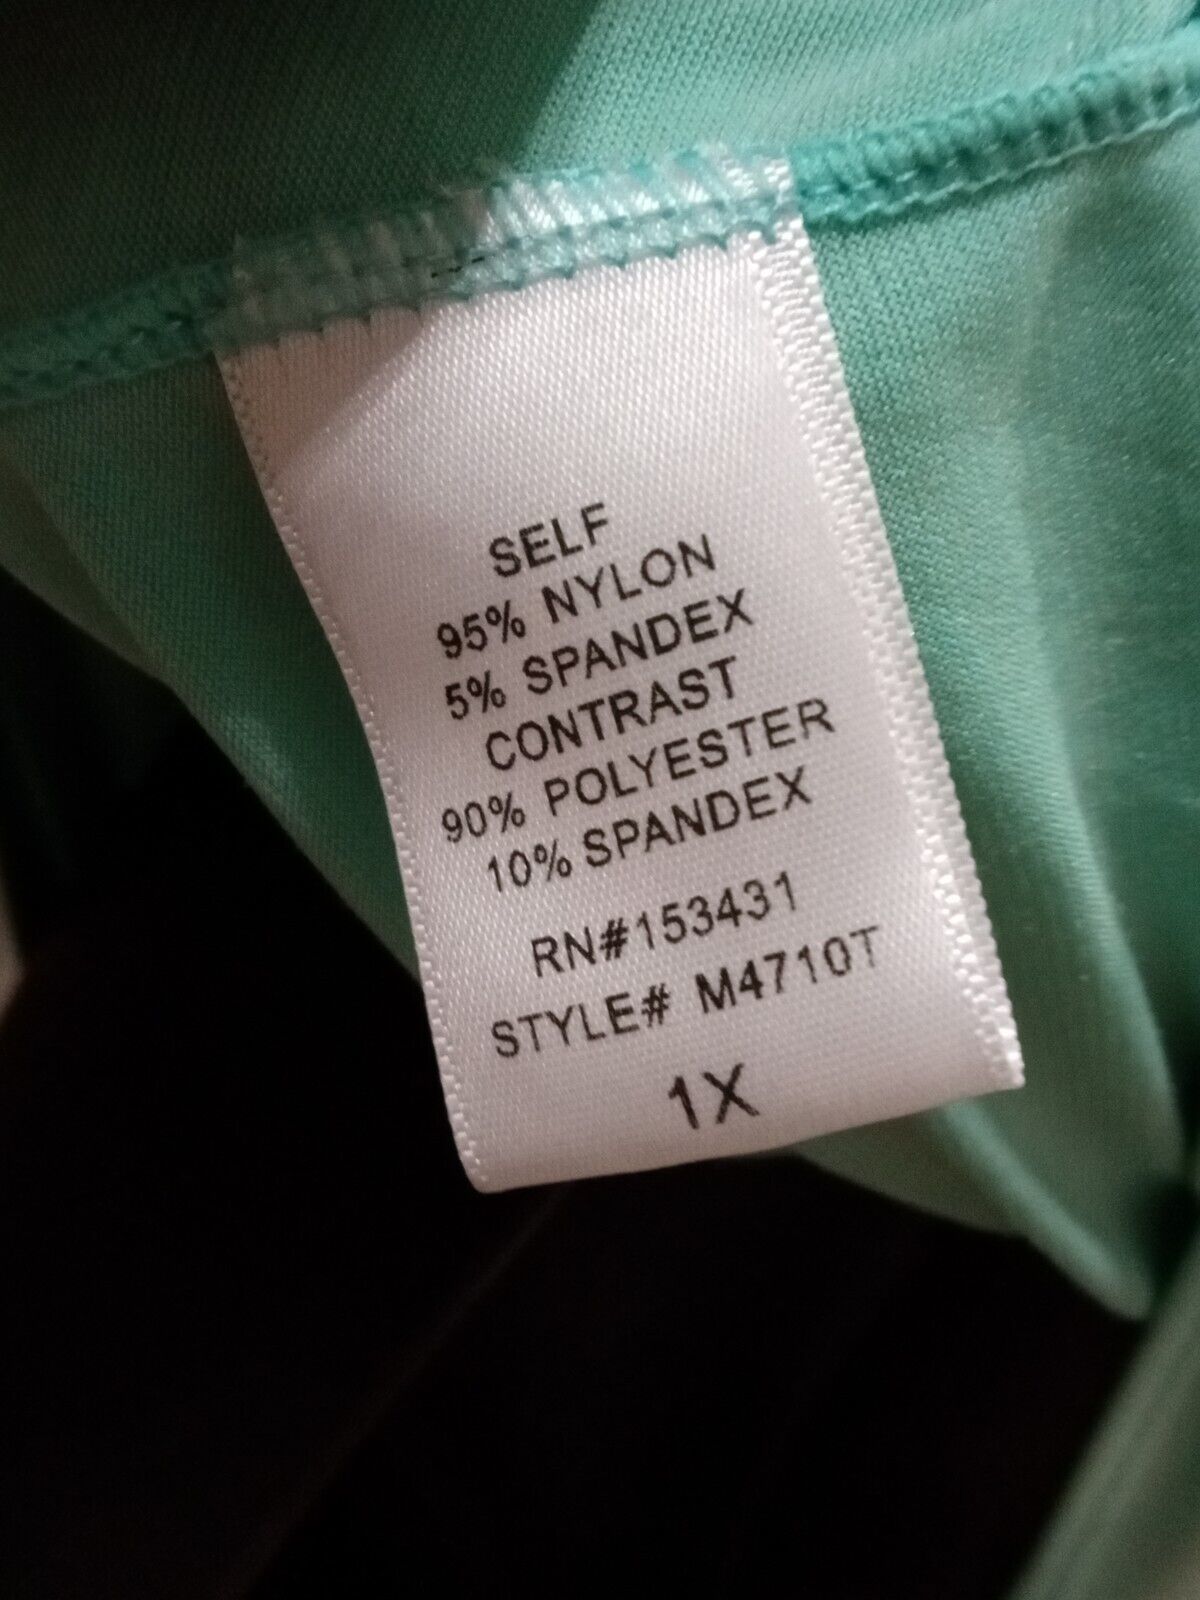 SELF
95% NYLON
5% SPANDEX
CONTRAST
90% POLYESTER
10% SPANDEX
RN#153431
STYLE# M4710T
1X